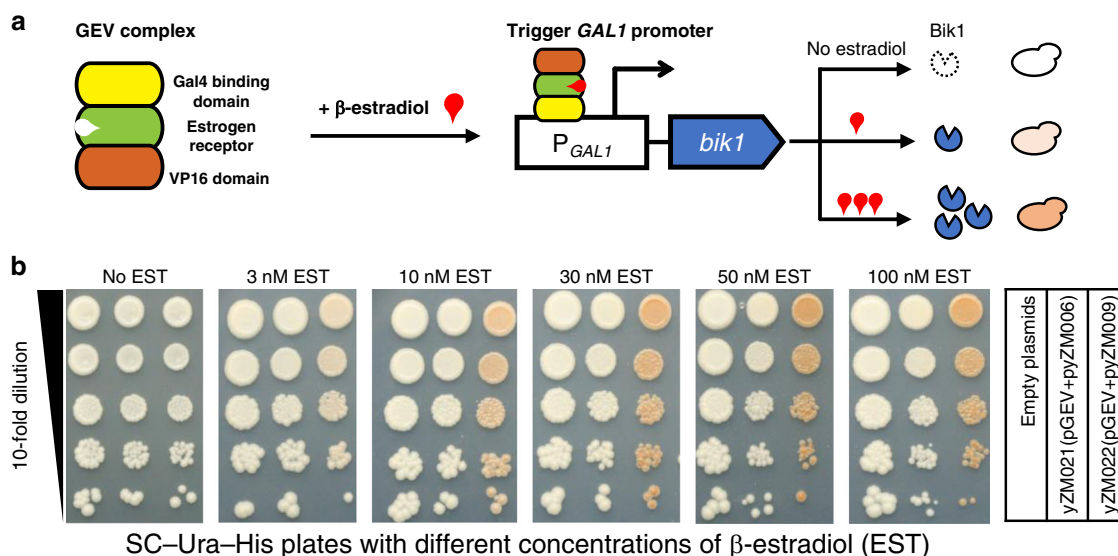 a
GEV complex
Gal4 binding
domain
Estrogen
receptor
VP16 domain
+ β-estradiol
Trigger GAL1 promoter
PGAL1
bik1
No estradiol
Bik1
b
No EST
3 nM EST
10 nM EST
30 nM EST
50 nM EST
100 nM EST
10-fold dilution
Empty plasmids
yZM021(pGEV+pyZM006)
yZM022(pGEV+pyZM009)
SC–Ura–His plates with different concentrations of β-estradiol (EST)